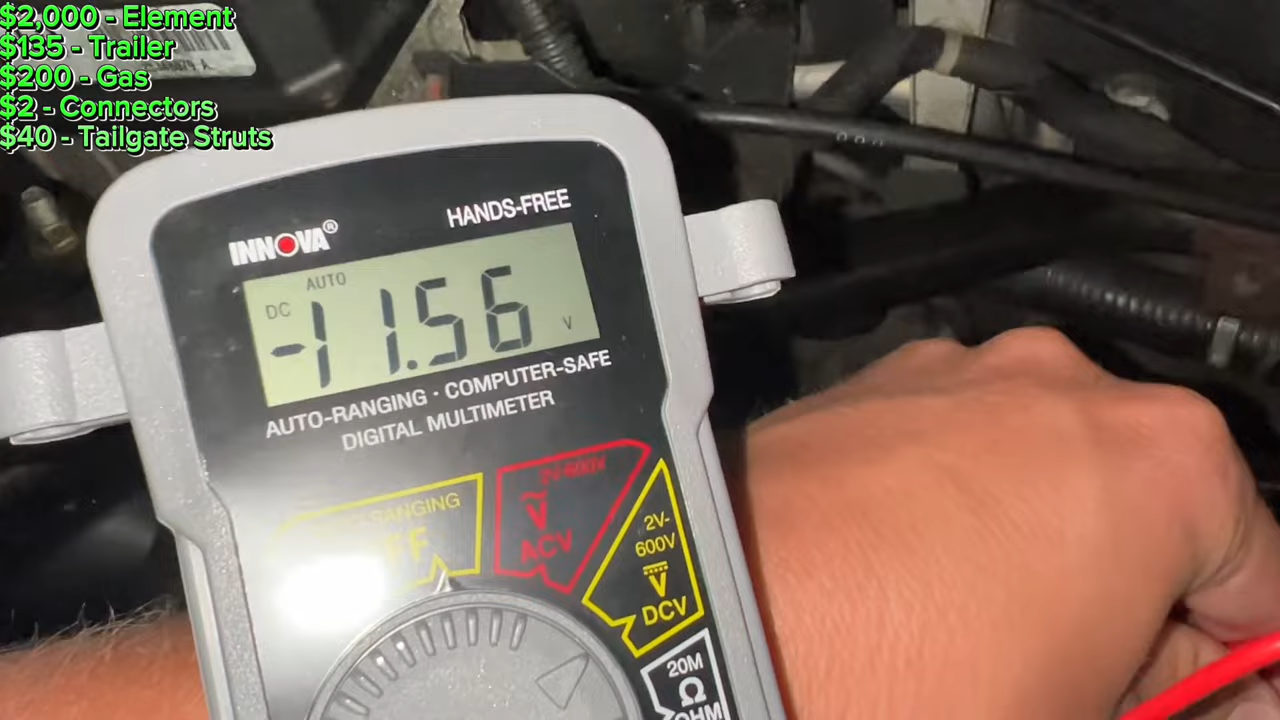 $2,000 - Element
$135 - Trailer
$200 - Gas
$2 - Connectors
$40 - Tailgate Struts
HANDS-FREE
INNOVA®
AUTO
DC
-11.56 V
AUTO-RANGING · COMPUTER-SAFE
DIGITAL MULTIMETER
ACV
2V-
600V
V
DCV
20M
Ω
OHM